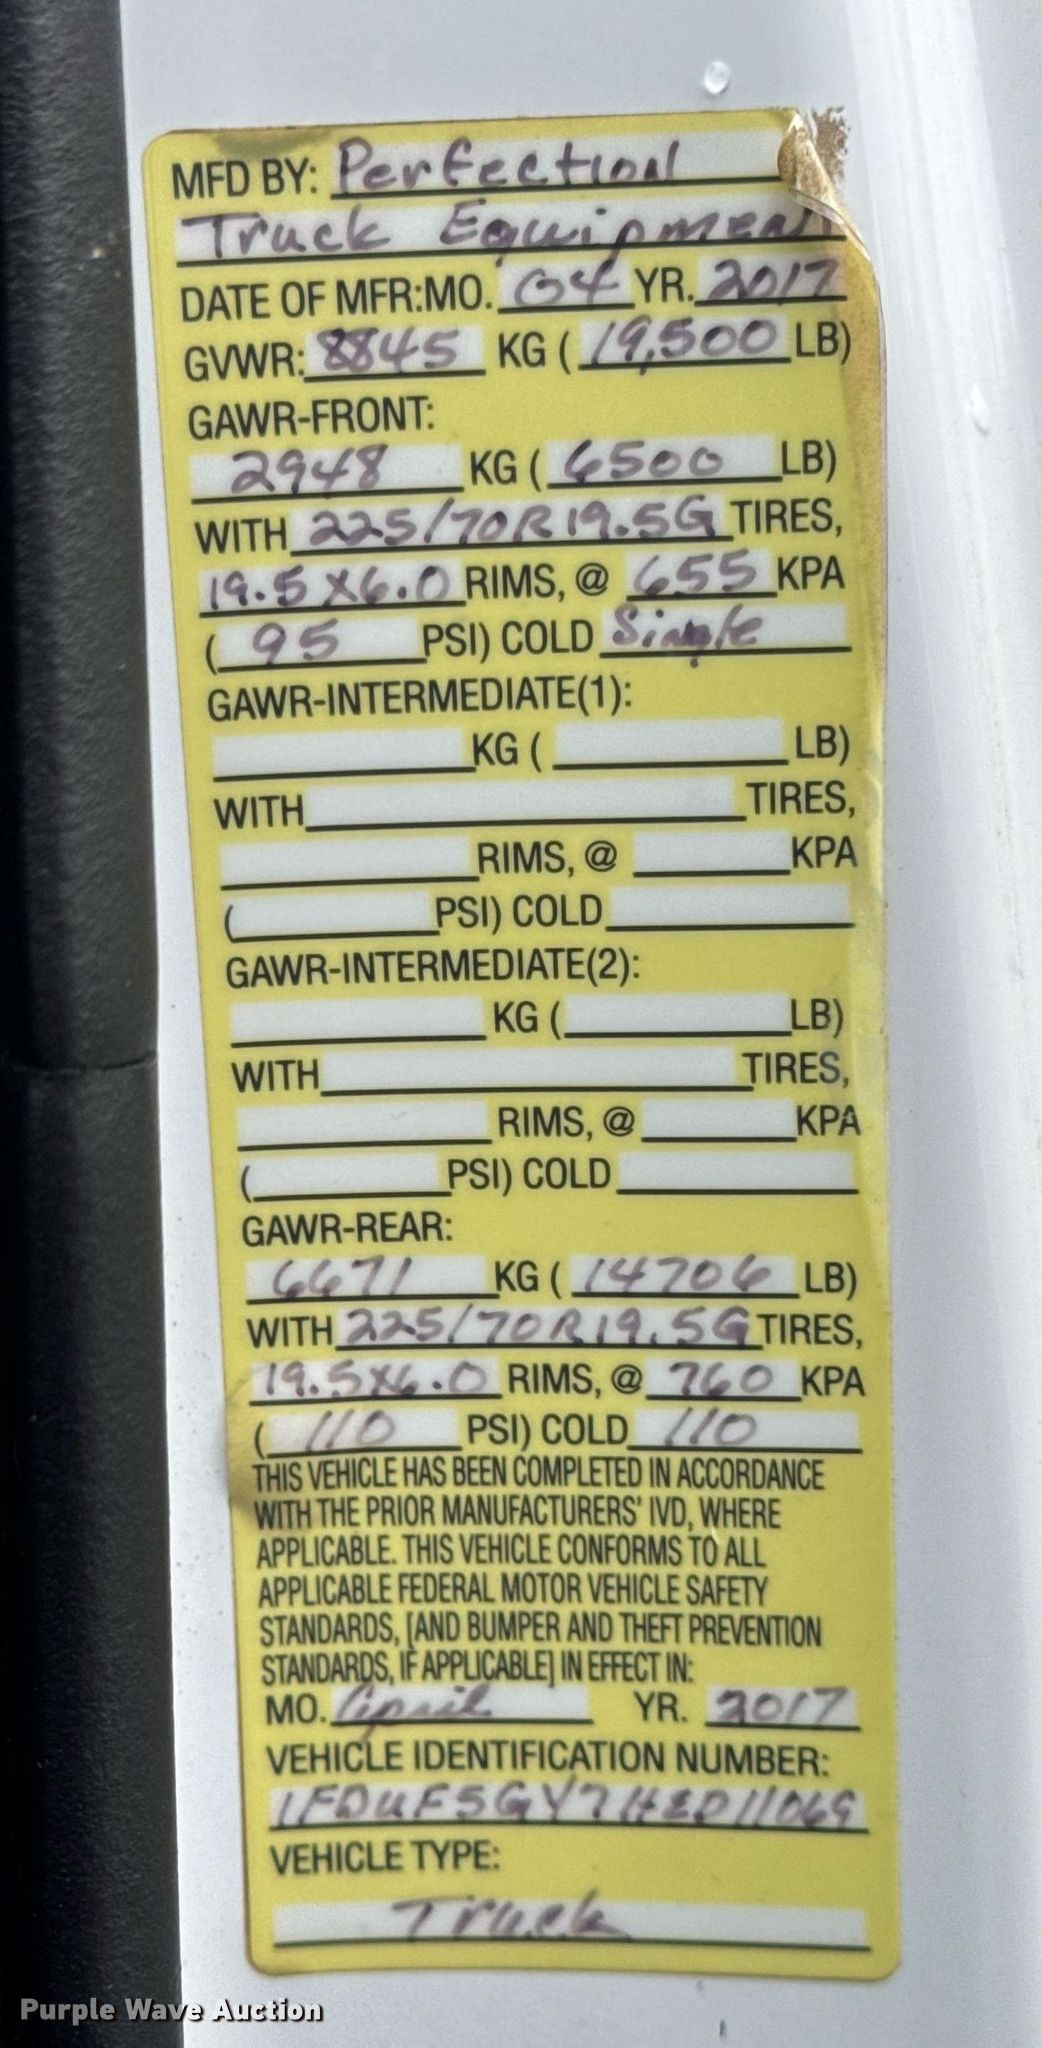 MFD BY: Perfection
Truck Equipment
DATE OF MFR:MO. 04 YR. 2017
GVWR: 8845 KG ( 19,500 LB)
GAWR-FRONT:
2948 KG ( 6500 LB)
WITH 225/70R19.5G TIRES,
19.5X6.0 RIMS, @ 655 KPA
( 95 PSI) COLD Single
GAWR-INTERMEDIATE(1):
KG ( LB)
WITH TIRES,
RIMS, @ KPA
( PSI) COLD
GAWR-INTERMEDIATE(2):
KG ( LB)
WITH TIRES,
RIMS, @ KPA
( PSI) COLD
GAWR-REAR:
6671 KG ( 14706 LB)
WITH 225/70R19.5G TIRES,
19.5X6.0 RIMS, @ 760 KPA
( 110 PSI) COLD 110
THIS VEHICLE HAS BEEN COMPLETED IN ACCORDANCE
WITH THE PRIOR MANUFACTURERS' IVD, WHERE
APPLICABLE. THIS VEHICLE CONFORMS TO ALL
APPLICABLE FEDERAL MOTOR VEHICLE SAFETY
STANDARDS, [AND BUMPER AND THEFT PREVENTION
STANDARDS, IF APPLICABLE] IN EFFECT IN:
MO. April YR. 2017
VEHICLE IDENTIFICATION NUMBER:
1FDUF5GY7HED11069
VEHICLE TYPE:
Truck
Purple Wave Auction